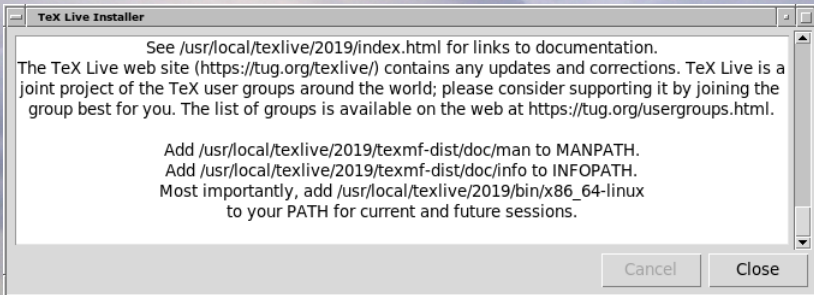 TeX Live Installer
See /usr/local/texlive/2019/index.html for links to documentation.
The TeX Live web site (https://tug.org/texlive/) contains any updates and corrections. TeX Live is a
joint project of the TeX user groups around the world; please consider supporting it by joining the
group best for you. The list of groups is available on the web at https://tug.org/usergroups.html.
Add /usr/local/texlive/2019/texmf-dist/doc/man to MANPATH.
Add /usr/local/texlive/2019/texmf-dist/doc/info to INFOPATH.
Most importantly, add /usr/local/texlive/2019/bin/x86_64-linux
to your PATH for current and future sessions.
Cancel Close